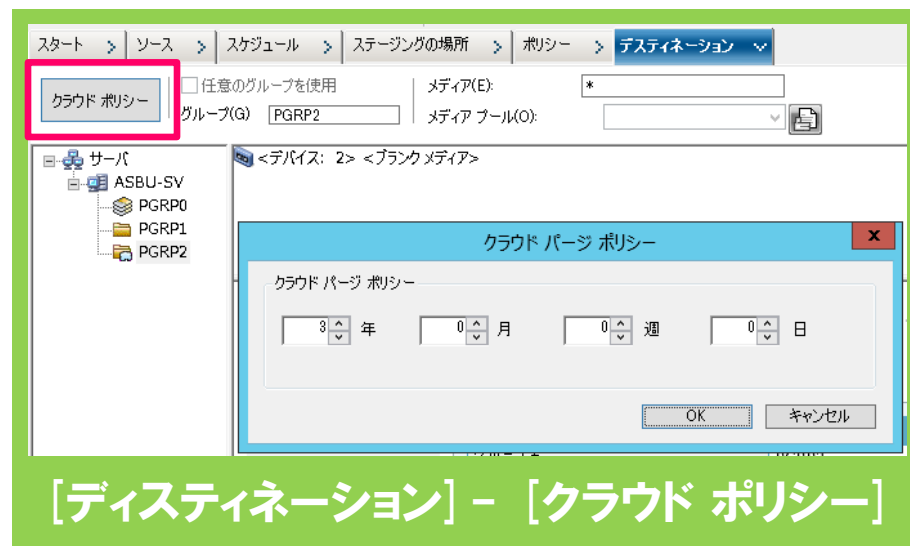 スタート > ソース > スケジュール > ステージングの場所 > ポリシー > デスティネーション
クラウド ポリシー
任意のグループを使用
メディア(E): *
グループ(G) PGRP2
メディア プール(O):
サーバ
<デバイス: 2> <ブランク メディア>
ASBU-SV
PGRP0
PGRP1
PGRP2
クラウド パージ ポリシー
x
クラウド パージ ポリシー
3 年 0 月 0 週 0 日
OK キャンセル
[ディスティネーション] - [クラウド ポリシー]